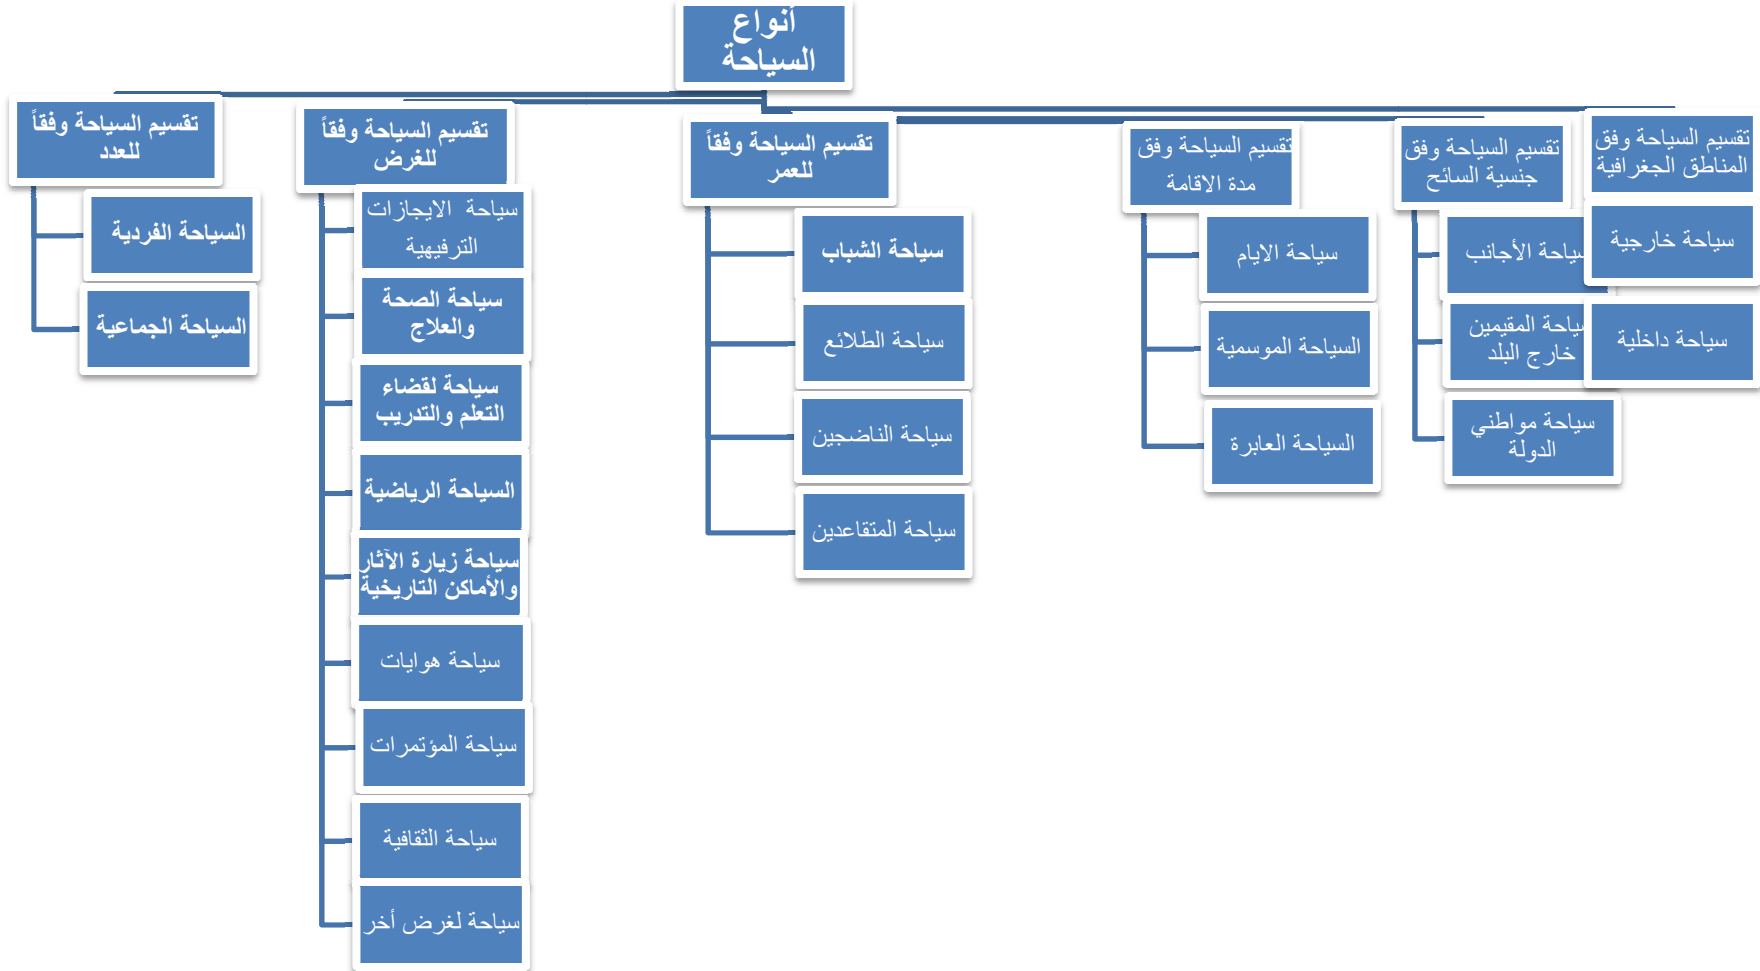 أنواع
السياحة
تقسيم السياحة وفق
المناطق الجغرافية
سياحة خارجية
سياحة داخلية
تقسيم السياحة وفق
جنسية السائح
سياحة الأجانب
سياحة المقيمين
خارج البلد
سياحة مواطني
الدولة
تقسيم السياحة وفق
مدة الاقامة
سياحة الايام
السياحة الموسمية
السياحة العابرة
تقسيم السياحة وفقاً
للعمر
سياحة الشباب
سياحة الطلائع
سياحة الناضجين
سياحة المتقاعدين
تقسيم السياحة وفقاً
للغرض
سياحة الايجازات
الترفيهية
سياحة الصحة
والعلاج
سياحة لقضاء
التعلم والتدريب
السياحة الرياضية
سياحة زيارة الآثار
والأماكن التاريخية
سياحة هوايات
سياحة المؤتمرات
سياحة الثقافية
سياحة لغرض أخر
تقسيم السياحة وفقاً
للعدد
السياحة الفردية
السياحة الجماعية